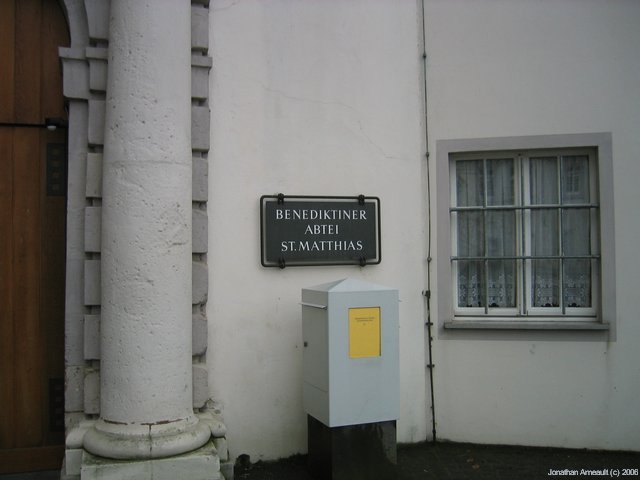 BENEDIKTINER
ABTEI
ST. MATTHIAS
Jonathan Arneault (c) 2006